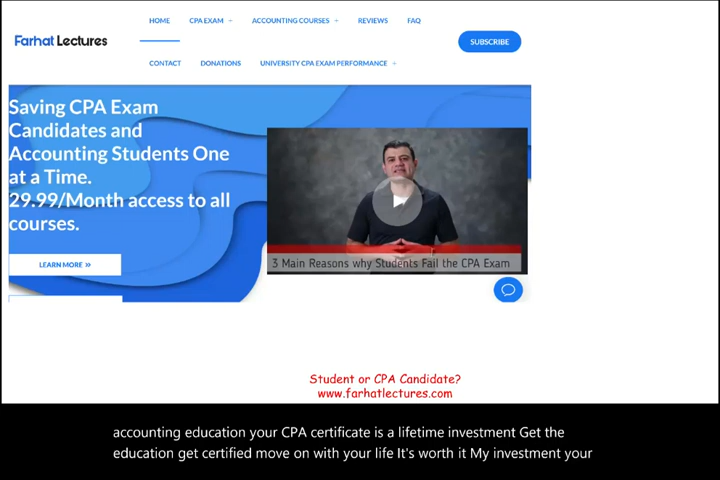 HOME
CPA EXAM +
ACCOUNTING COURSES +
REVIEWS
FAQ
Farhat Lectures
SUBSCRIBE
CONTACT
DONATIONS
UNIVERSITY CPA EXAM PERFORMANCE +
Saving CPA Exam
Candidates and
Accounting Students One
at a Time.
29.99/Month access to all
courses.
LEARN MORE »
3 Main Reasons why Students Fail the CPA Exam
Student or CPA Candidate?
www.farhatlectures.com
accounting education your CPA certificate is a lifetime investment Get the
education get certified move on with your life It's worth it My investment your